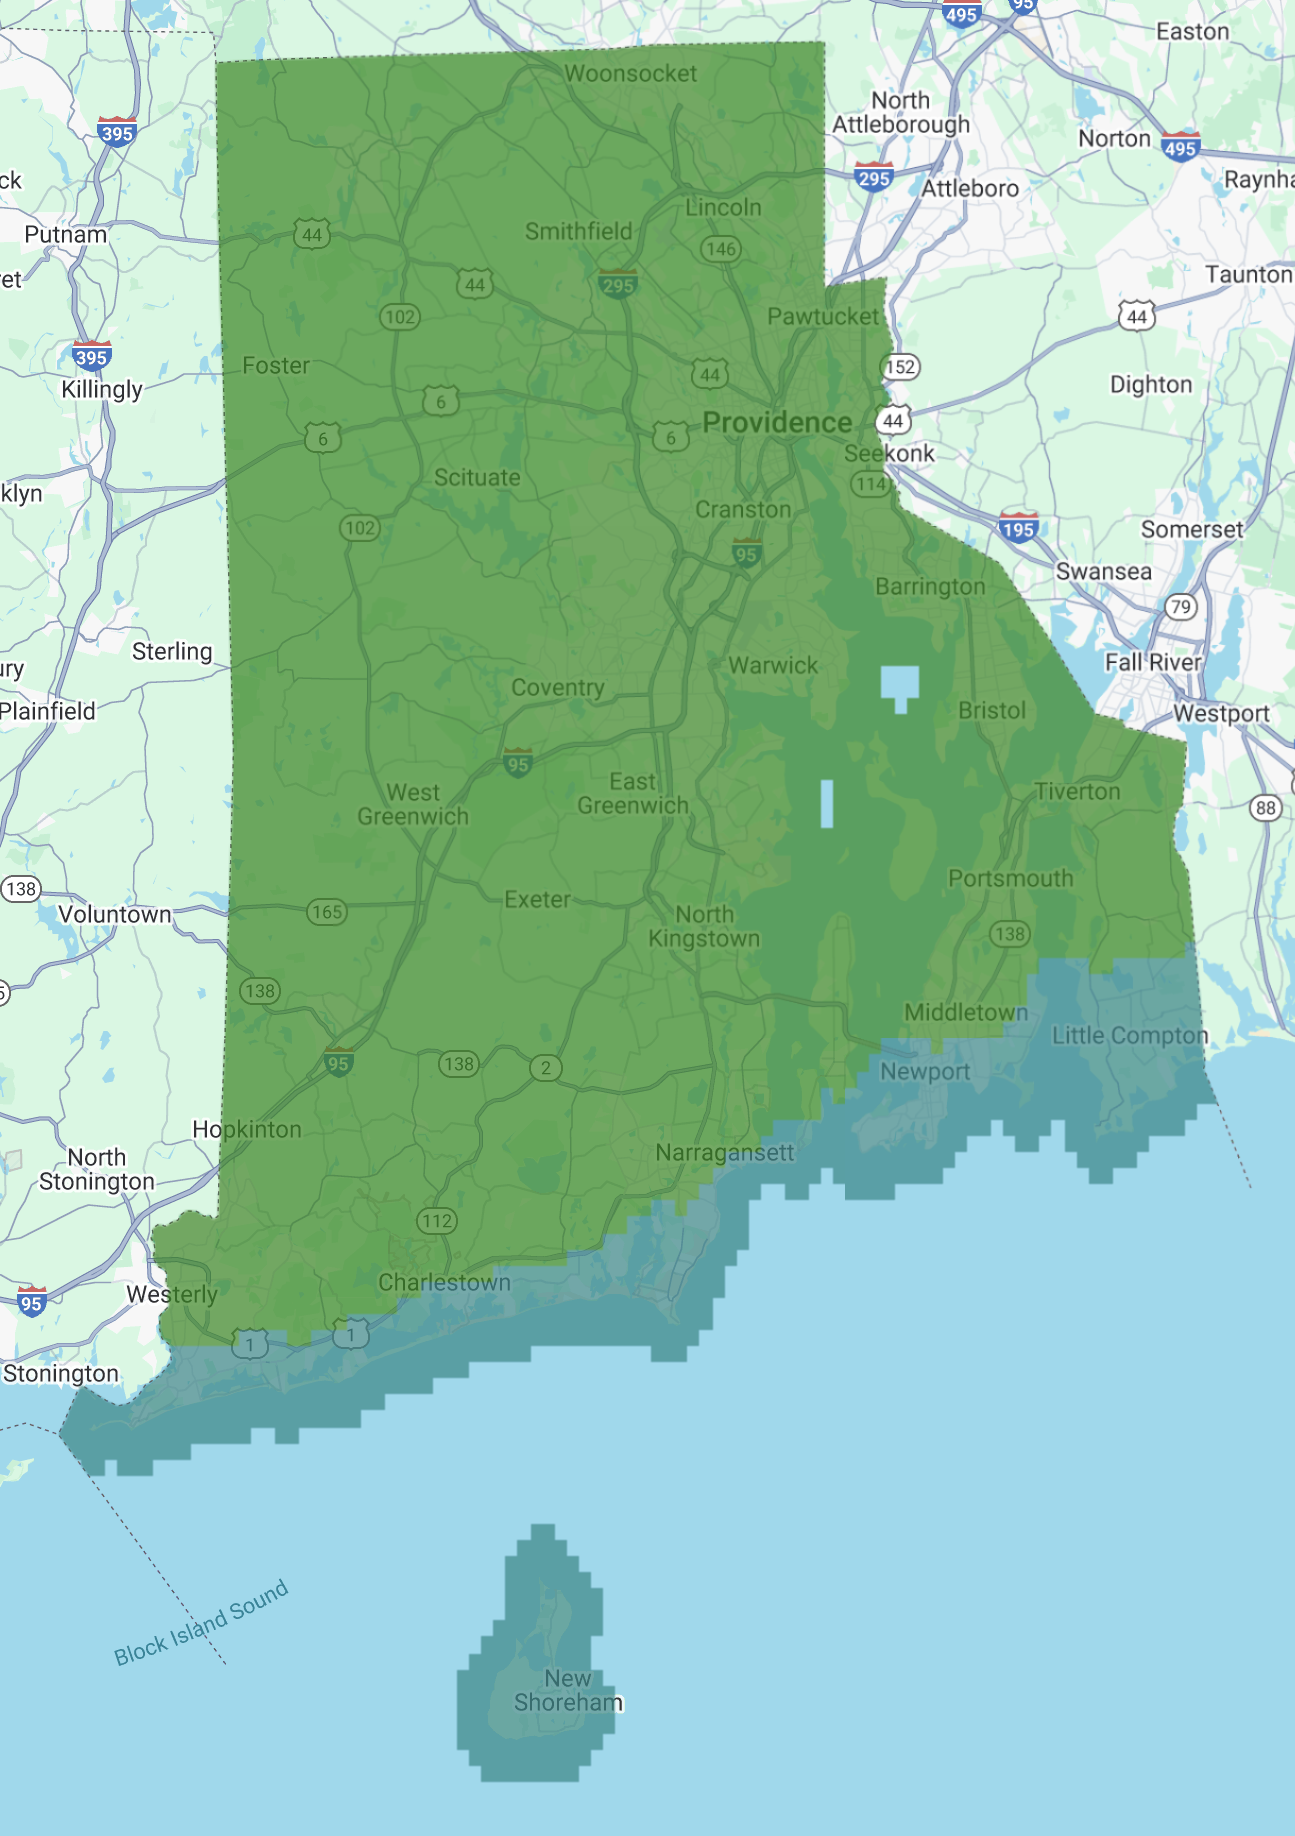 495
95
Easton
Woonsocket
North
Attleborough
395
Norton
495
ck
295
Attleboro
Raynha
Lincoln
Putnam
44
Smithfield
146
ret
44
295
Taunton
102
Pawtucket
44
395
Foster
152
Killingly
44
Dighton
6
Providence
44
6
6
Seekonk
Scituate
114
klyn
Cranston
102
195
Somerset
95
Swansea
Barrington
79
Sterling
Fall River
ury
Warwick
Coventry
Plainfield
Bristol
Westport
95
East
Greenwich
West
Greenwich
Tiverton
88
138
Portsmouth
Voluntown
165
Exeter
North
Kingstown
138
138
Middletown
Little Compton
95
138
2
Newport
Hopkinton
Narragansett
North
Stonington
112
Charlestown
95
Westerly
1
1
Stonington
Block Island Sound
New
Shoreham